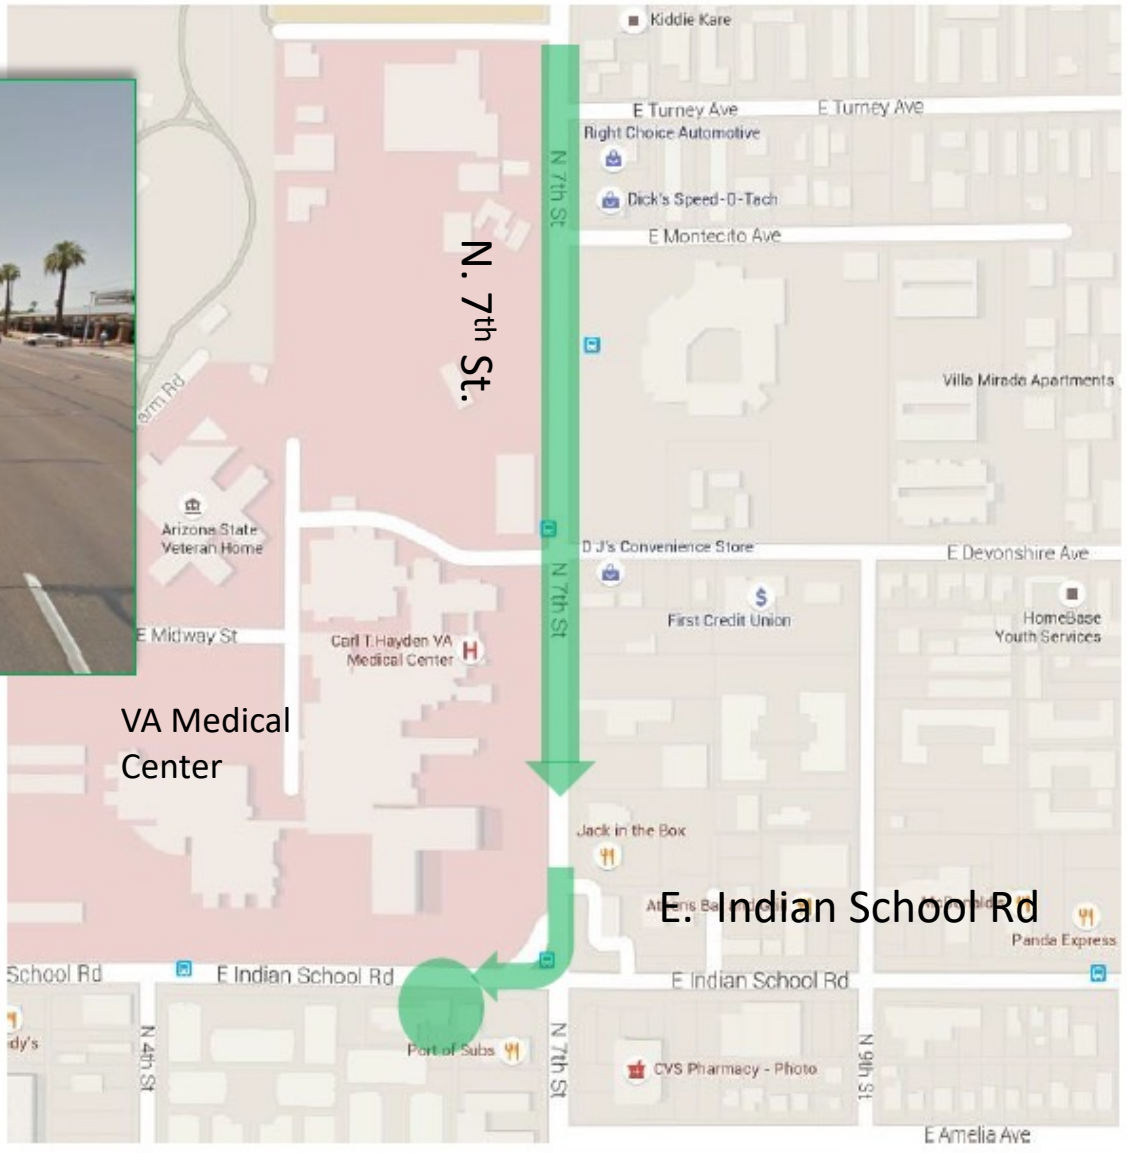 Kiddie Kare
E Turney Ave
E Turney Ave
Right Choice Automotive
N 7th St
Dick's Speed-O-Tach
E Montecito Ave
N. 7th St.
Villa Mirada Apartments
arm Rd
Arizona State
Veteran Home
D J's Convenience Store
E Devonshire Ave
N 7th St
First Credit Union
HomeBase
Youth Services
E Midway St
Carl T. Hayden VA
Medical Center
H
VA Medical
Center
Jack in the Box
E. Indian School Rd
Panda Express
School Rd
E Indian School Rd
E Indian School Rd
dy's
N 4th St
Port of Subs
N 7th St
CVS Pharmacy - Photo
N 9th St
E Amelia Ave